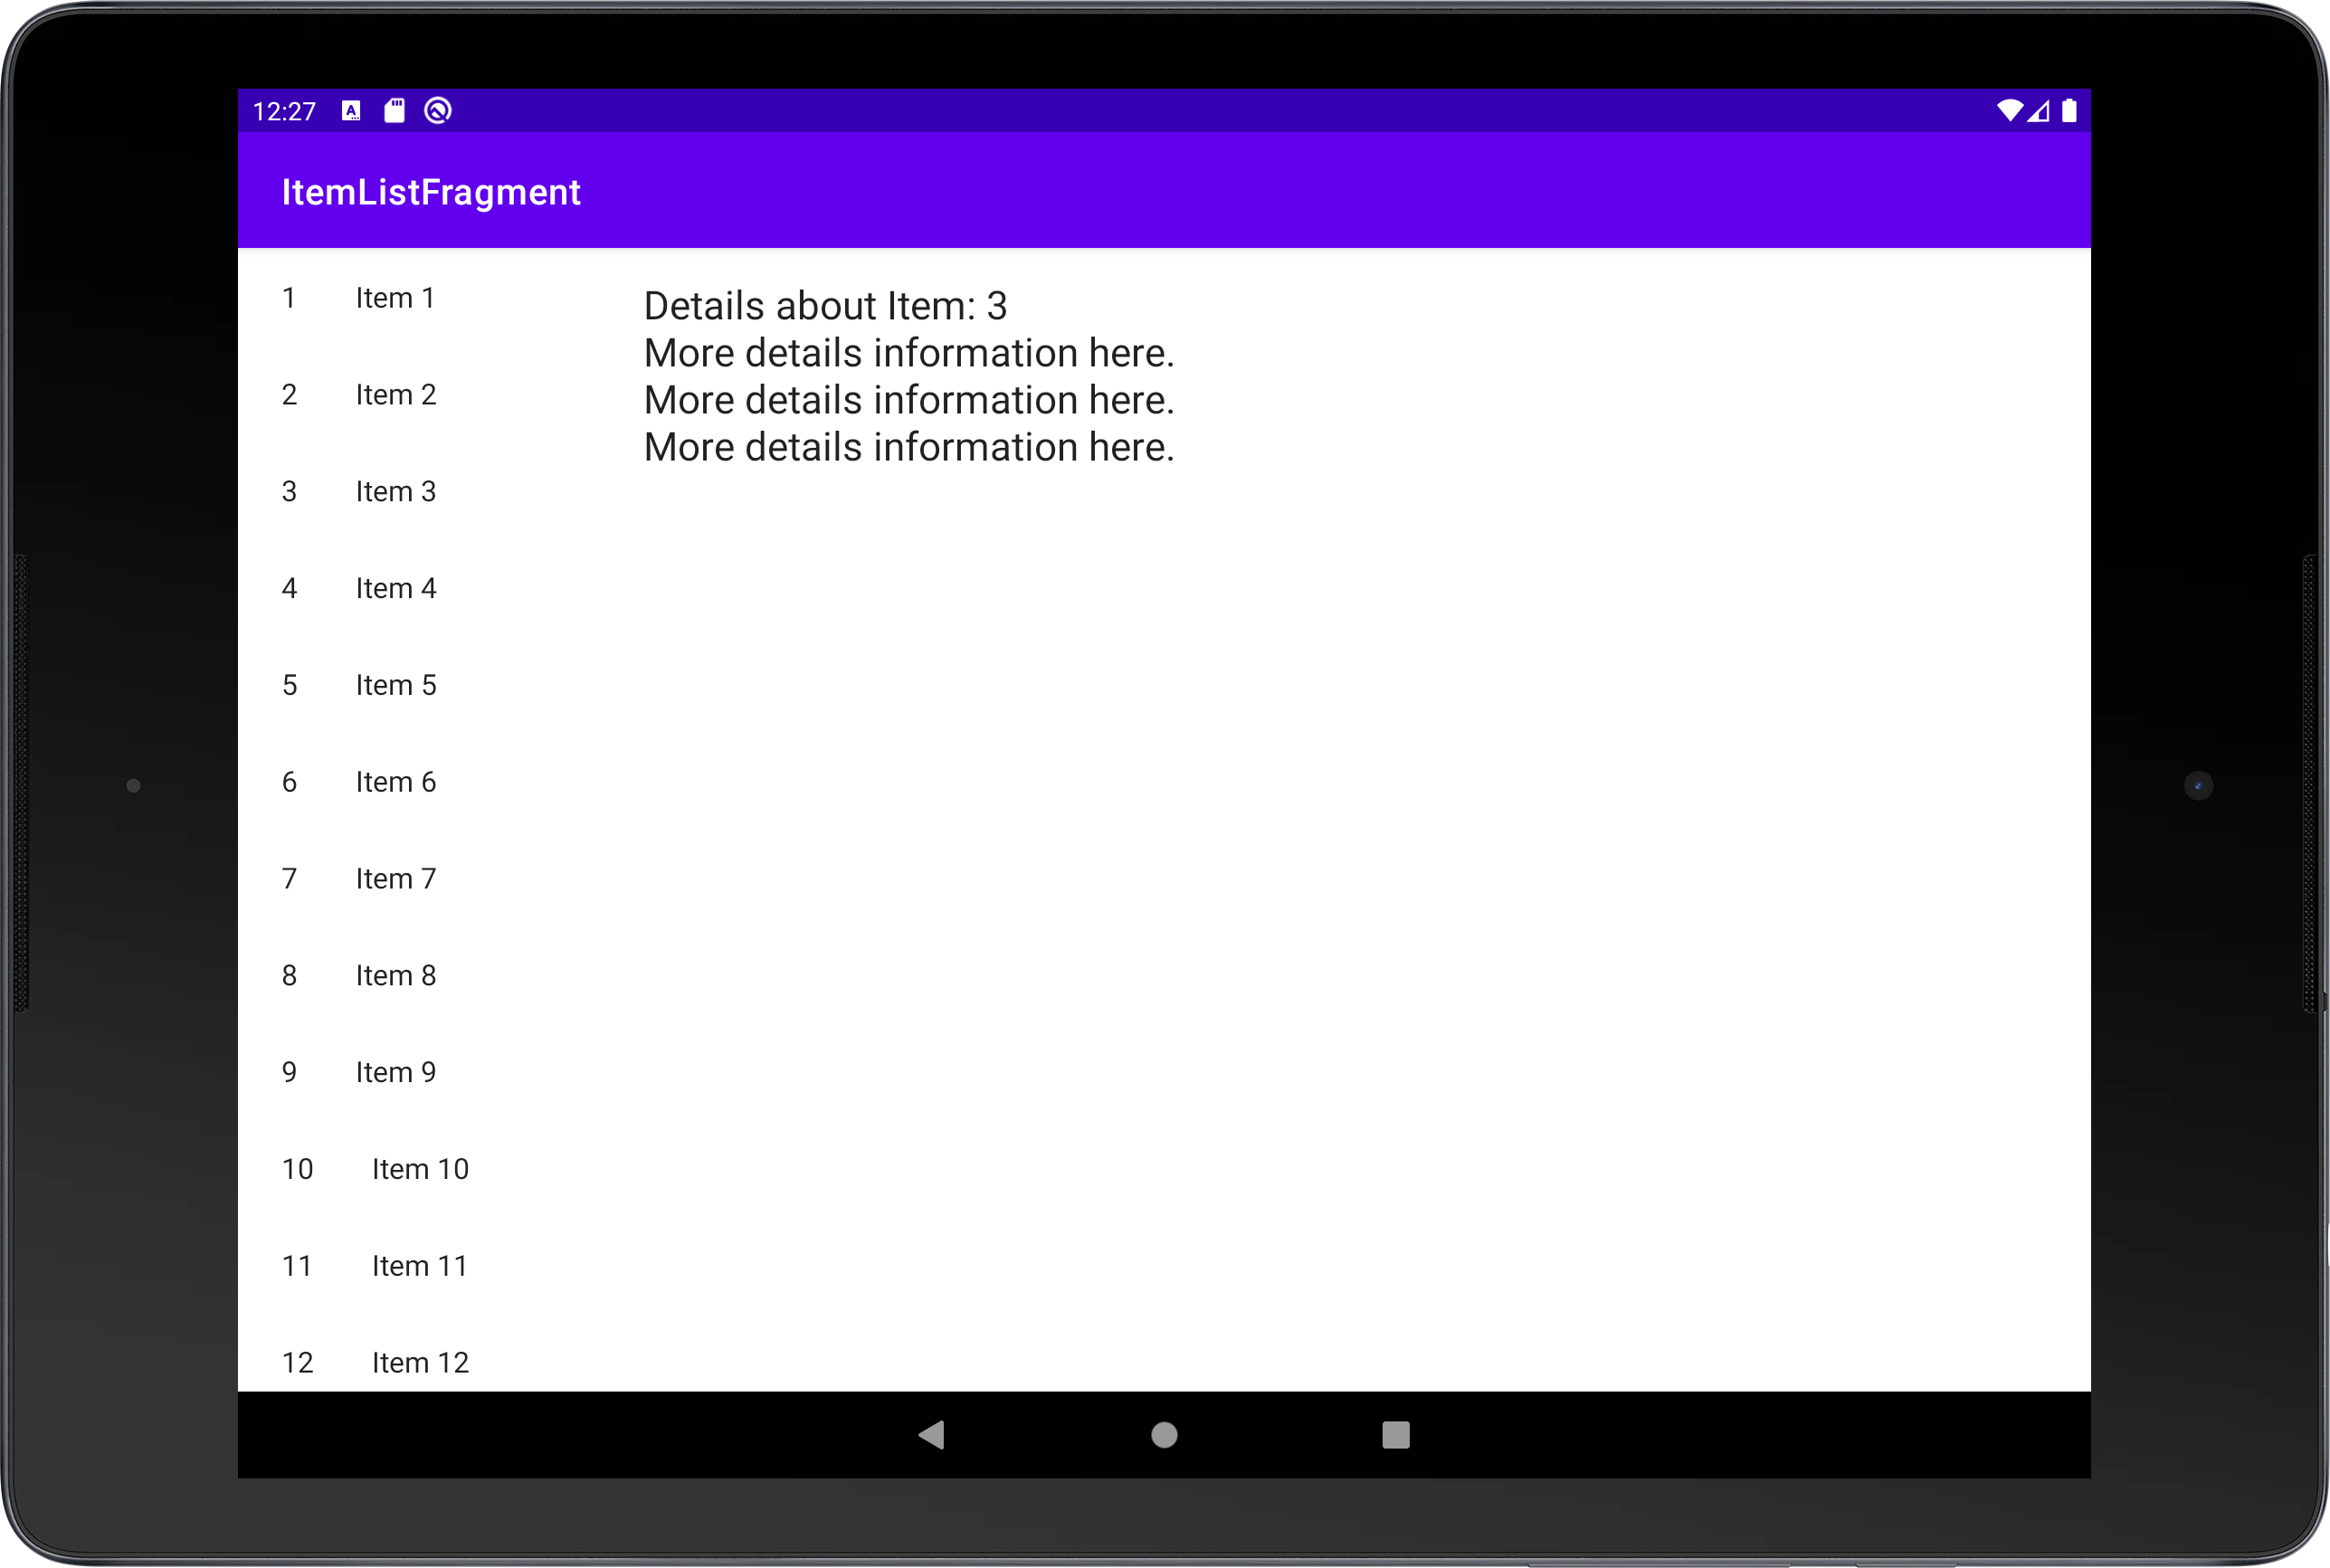 12:27
ItemListFragment
1 Item 1
2 Item 2
3 Item 3
4 Item 4
5 Item 5
6 Item 6
7 Item 7
8 Item 8
9 Item 9
10 Item 10
11 Item 11
12 Item 12
Details about Item: 3
More details information here.
More details information here.
More details information here.